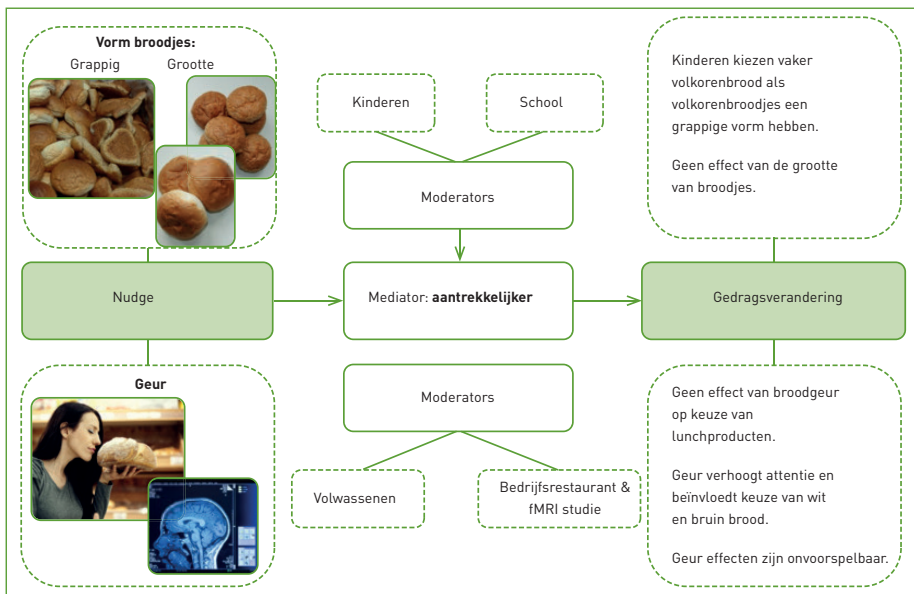 Vorm broodjes:
Grappig
Grootte
Kinderen
School
Moderators
Kinderen kiezen vaker
volkorenbrood als
volkorenbroodjes een
grappige vorm hebben.
Geen effect van de grootte
van broodjes.
Nudge
Mediator: aantrekkelijker
Gedragsverandering
Geur
Moderators
Volwassenen
Bedrijfsrestaurant &
fMRI studie
Geen effect van broodgeur
op keuze van
lunchproducten.
Geur verhoogt attentie en
beïnvloedt keuze van wit
en bruin brood.
Geur effecten zijn onvoorspelbaar.